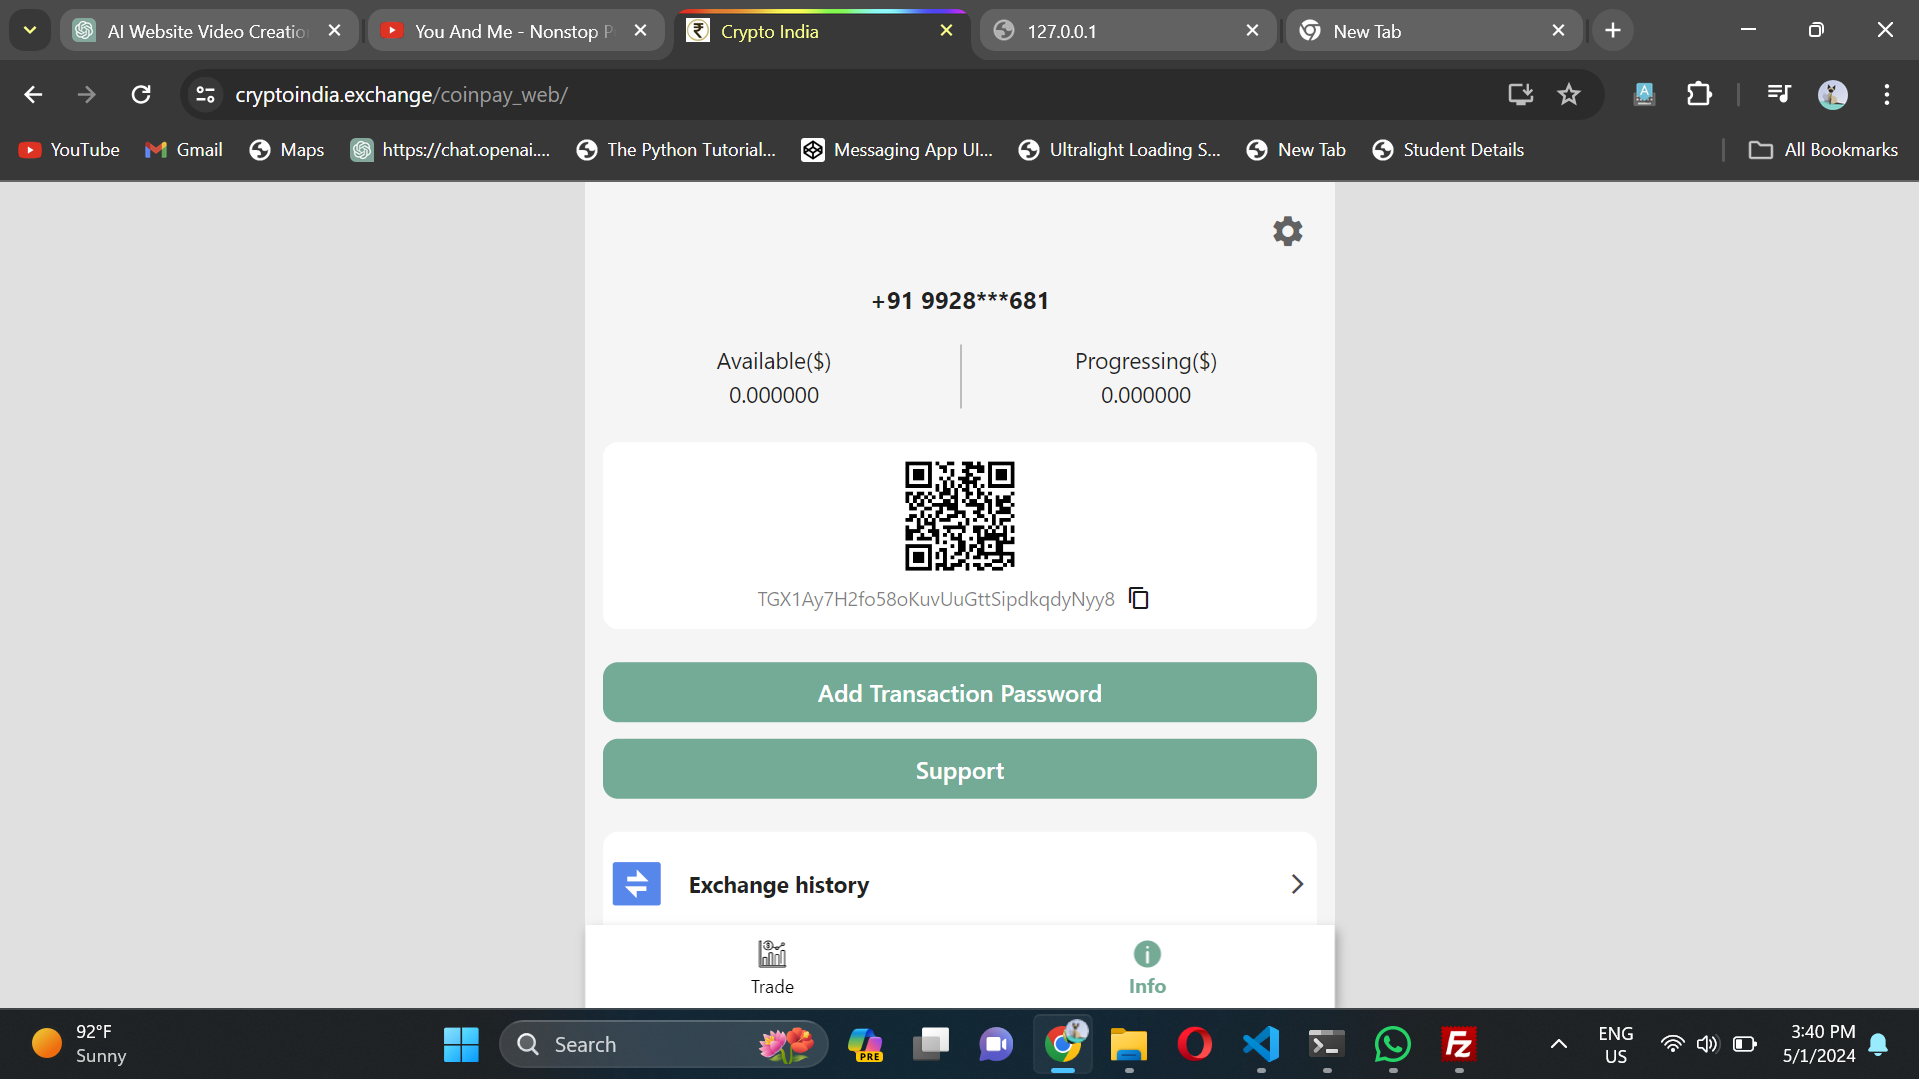 AI Website Video Creatio
You And Me - Nonstop P
Crypto India
127.0.0.1
New Tab
cryptoindia.exchange/coinpay_web/
YouTube
Gmail
Maps
https://chat.openai....
The Python Tutorial...
Messaging App UI...
Ultralight Loading S...
New Tab
Student Details
All Bookmarks
+91 9928***681
Available($)
0.000000
Progressing($)
0.000000
TGX1Ay7H2fo58oKuvUuGttSipdkqdyNyy8
Add Transaction Password
Support
Exchange history
Trade
Info
92°F
Sunny
Search
PRE
ENG
US
3:40 PM
5/1/2024